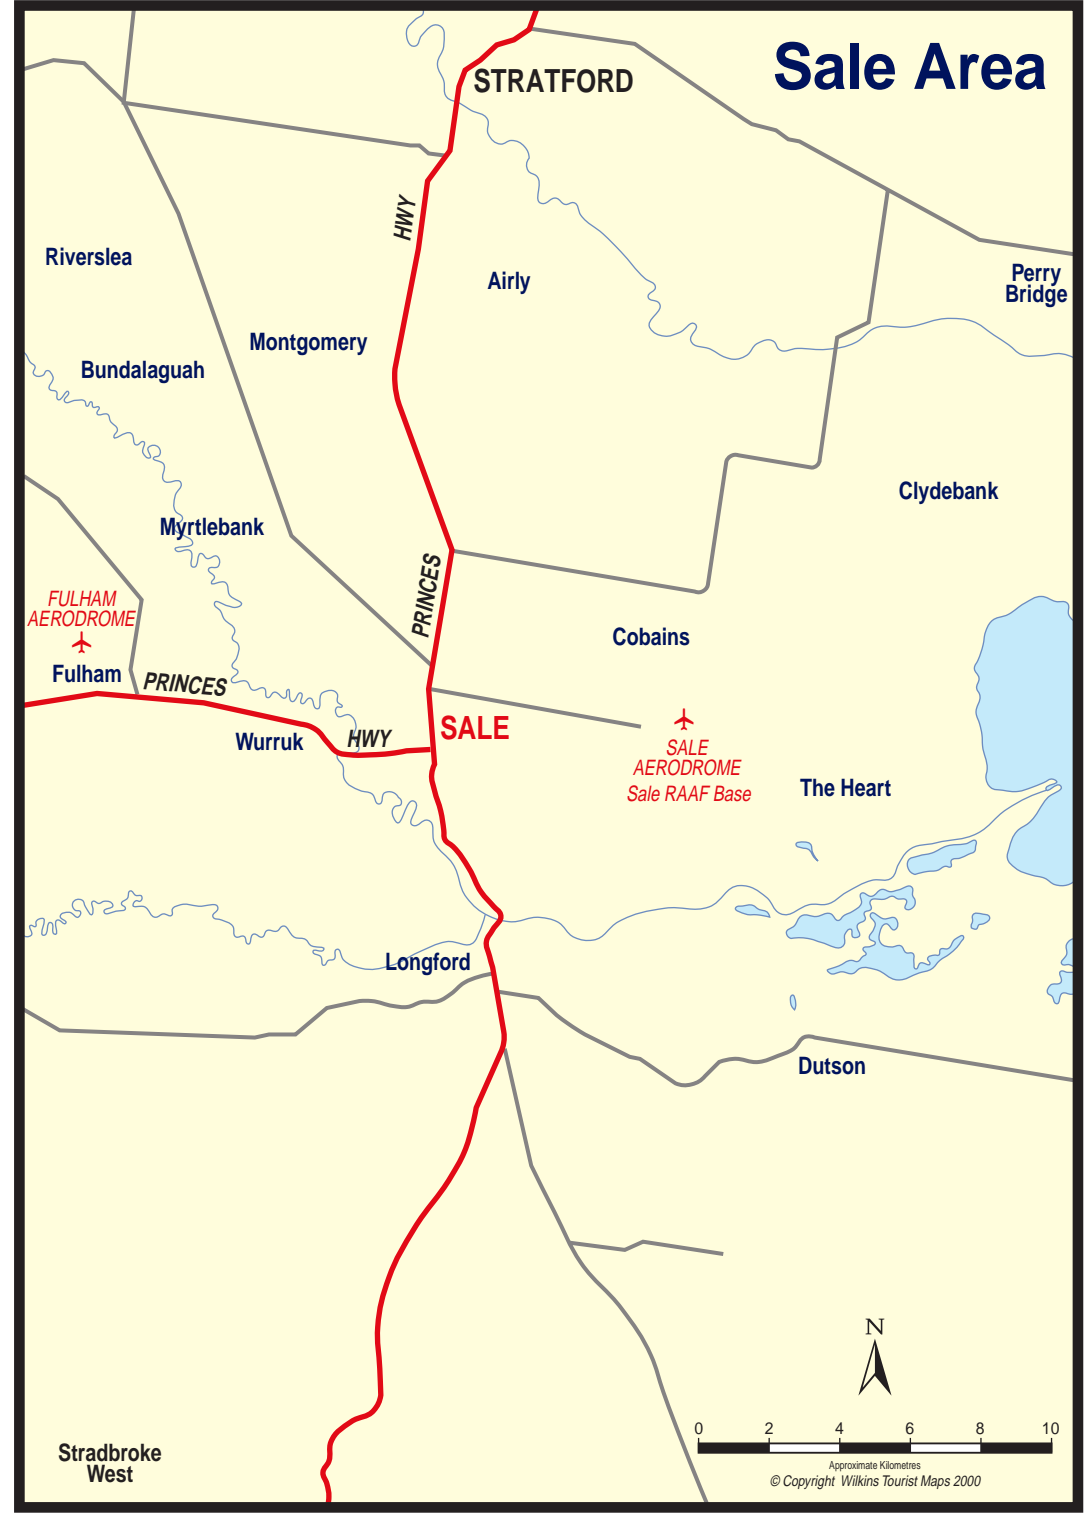 Sale Area
STRATFORD
HWY
Riverslea
Airly
Perry
Bridge
Montgomery
Bundalaguah
Clydebank
Myrtlebank
PRINCES
FULHAM
AERODROME
Fulham
Cobains
PRINCES
HWY
SALE
Wurruk
SALE
AERODROME
Sale RAAF Base
The Heart
Longford
Dutson
N
0 2 4 6 8 10
Approximate Kilometres
© Copyright Wilkins Tourist Maps 2000
Stradbroke
West